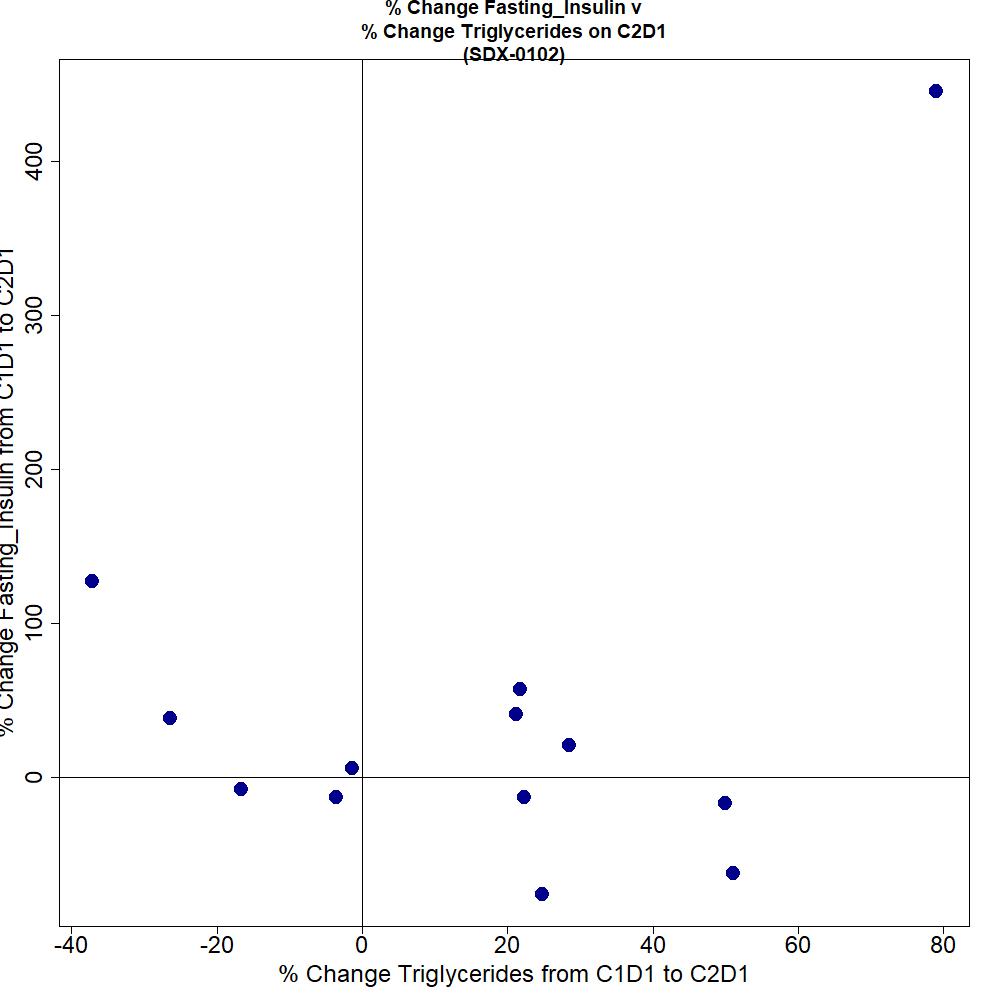 % Change Fasting_Insulin v
% Change Triglycerides on C2D1
(SDX-0102)
% Change Fasting_Insulin from C1D1 to C2D1
400
300
200
100
0
-40
-20
0
20
40
60
80
% Change Triglycerides from C1D1 to C2D1